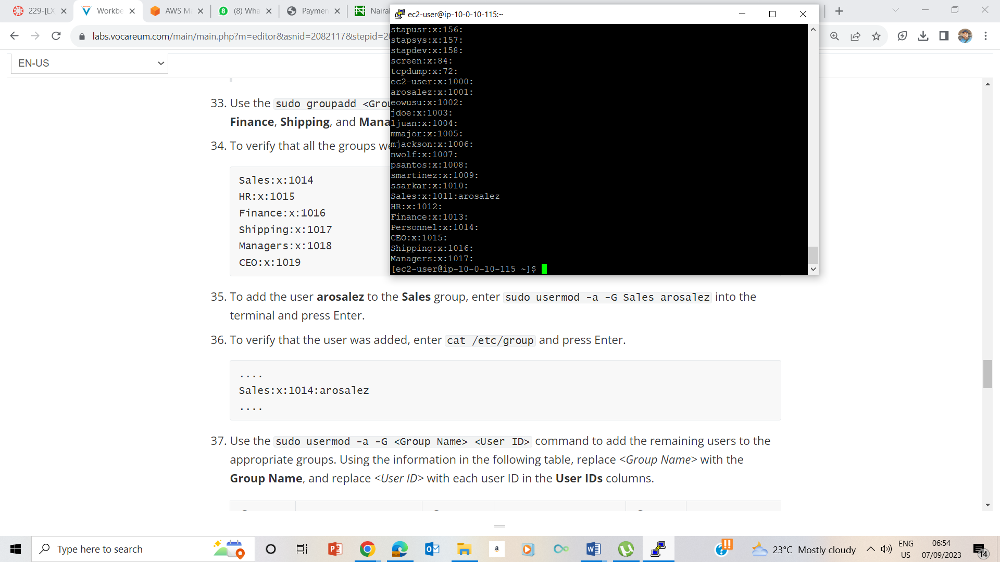 229-[LX
Workbe
AWS M
(8) Wha
Paymen
Nairal
ec2-user@ip-10-0-10-115:~
labs.vocareum.com/main/main.php?m=editor&asnid=2082117&stepid=20
EN-US
33. Use the sudo groupadd <Grou
Finance, Shipping, and Mana
34. To verify that all the groups we
Sales:x:1014
HR:x:1015
Finance:x:1016
Shipping:x:1017
Managers:x:1018
CEO:x:1019
stapusr:x:156:
stapsys:x:157:
stapdev:x:158:
screen:x:84:
tcpdump:x:72:
ec2-user:x:1000:
arosalez:x:1001:
eowusu:x:1002:
jdoe:x:1003:
ljuan:x:1004:
mmajor:x:1005:
mjackson:x:1006:
nwolf:x:1007:
psantos:x:1008:
smartinez:x:1009:
ssarkar:x:1010:
Sales:x:1011:arosalez
HR:x:1012:
Finance:x:1013:
Personnel:x:1014:
CEO:x:1015:
Shipping:x:1016:
Managers:x:1017:
[ec2-user@ip-10-0-10-115 ~]$
35. To add the user arosalez to the Sales group, enter sudo usermod -a -G Sales arosalez into the
terminal and press Enter.
36. To verify that the user was added, enter cat /etc/group and press Enter.
....
Sales:x:1014:arosalez
....
37. Use the sudo usermod -a -G <Group Name> <User ID> command to add the remaining users to the
appropriate groups. Using the information in the following table, replace <Group Name> with the
Group Name, and replace <User ID> with each user ID in the User IDs columns.
Type here to search
23°C Mostly cloudy
ENG
US
06:54
07/09/2023
14